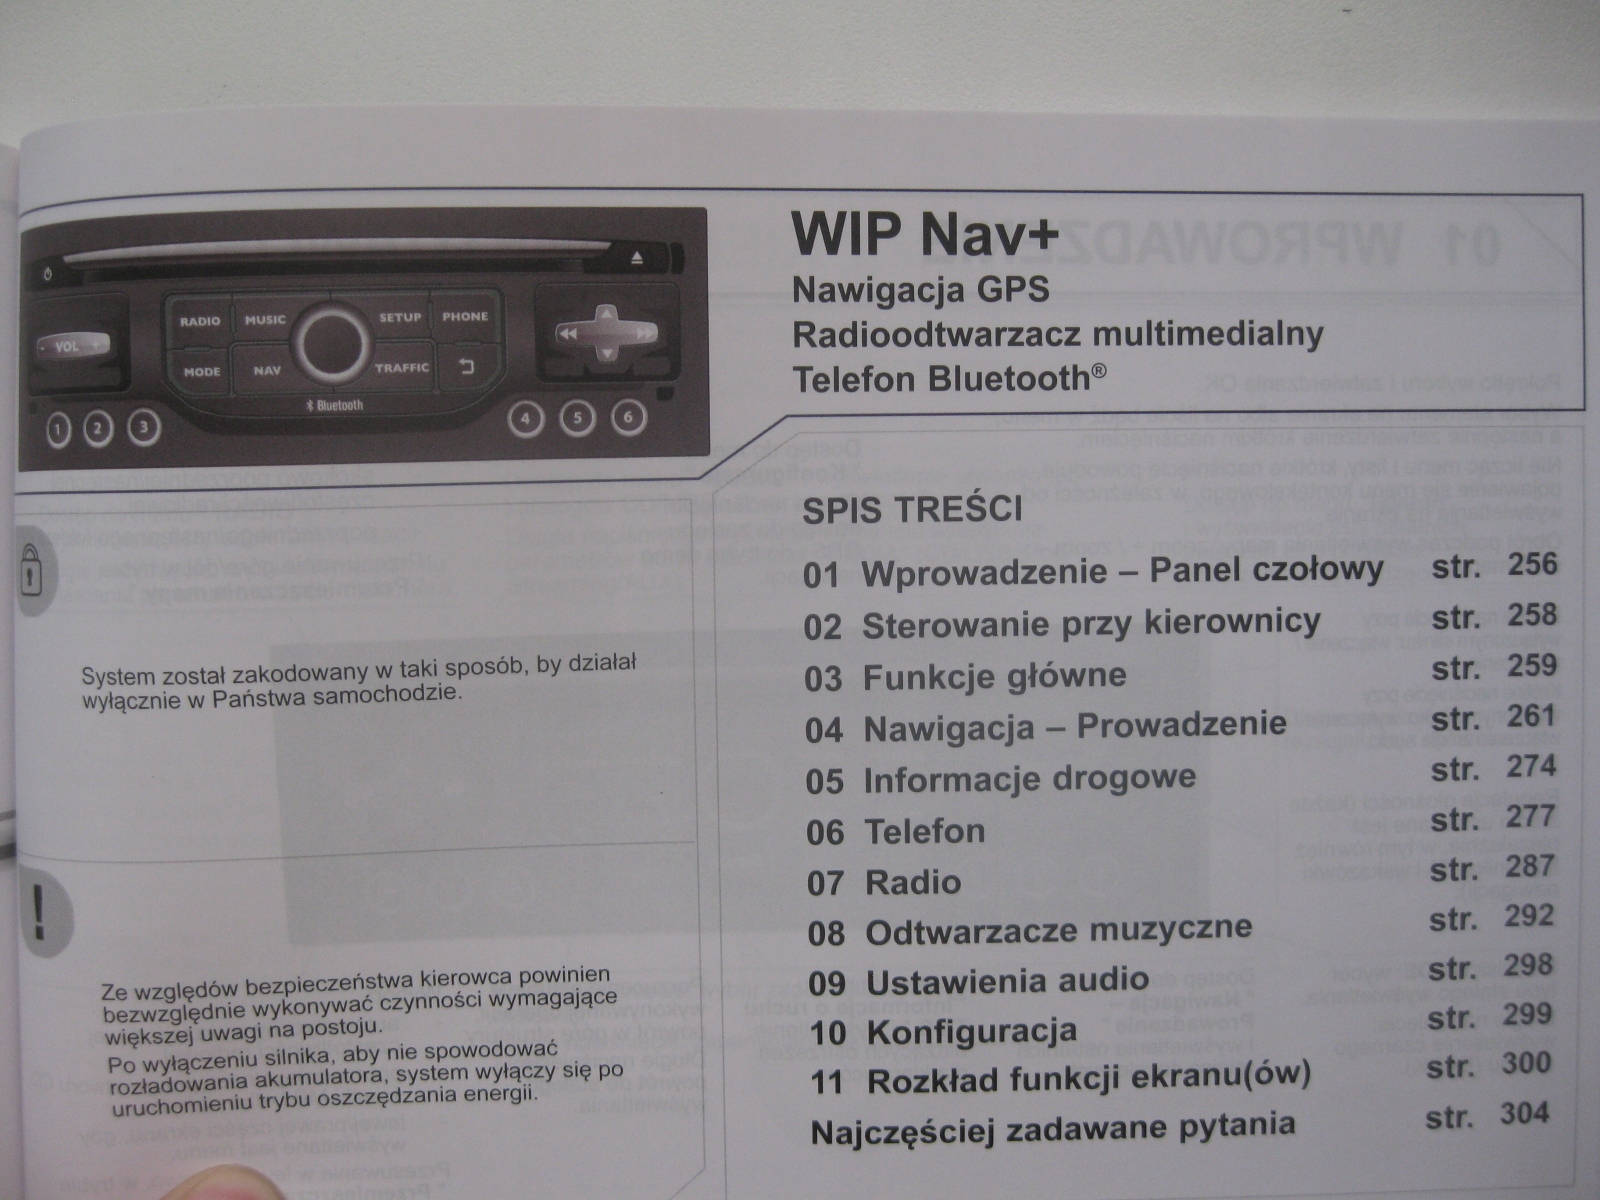 WIP Nav+
Nawigacja GPS
Radioodtwarzacz multimedialny
Telefon Bluetooth®
RADIO MUSIC SETUP PHONE
- VOL +
MODE NAV TRAFFIC
Bluetooth
1 2 3 4 5 6
System został zakodowany w taki sposób, by działał
wyłącznie w Państwa samochodzie.
!
Ze względów bezpieczeństwa kierowca powinien
bezwzględnie wykonywać czynności wymagające
większej uwagi na postoju.
Po wyłączeniu silnika, aby nie spowodować
rozładowania akumulatora, system wyłączy się po
uruchomieniu trybu oszczędzania energii.
SPIS TREŚCI
01 Wprowadzenie – Panel czołowy str. 256
02 Sterowanie przy kierownicy str. 258
03 Funkcje główne str. 259
04 Nawigacja – Prowadzenie str. 261
05 Informacje drogowe str. 274
06 Telefon str. 277
07 Radio str. 287
08 Odtwarzacze muzyczne str. 292
09 Ustawienia audio str. 298
10 Konfiguracja str. 299
11 Rozkład funkcji ekranu(ów) str. 300
Najczęściej zadawane pytania str. 304